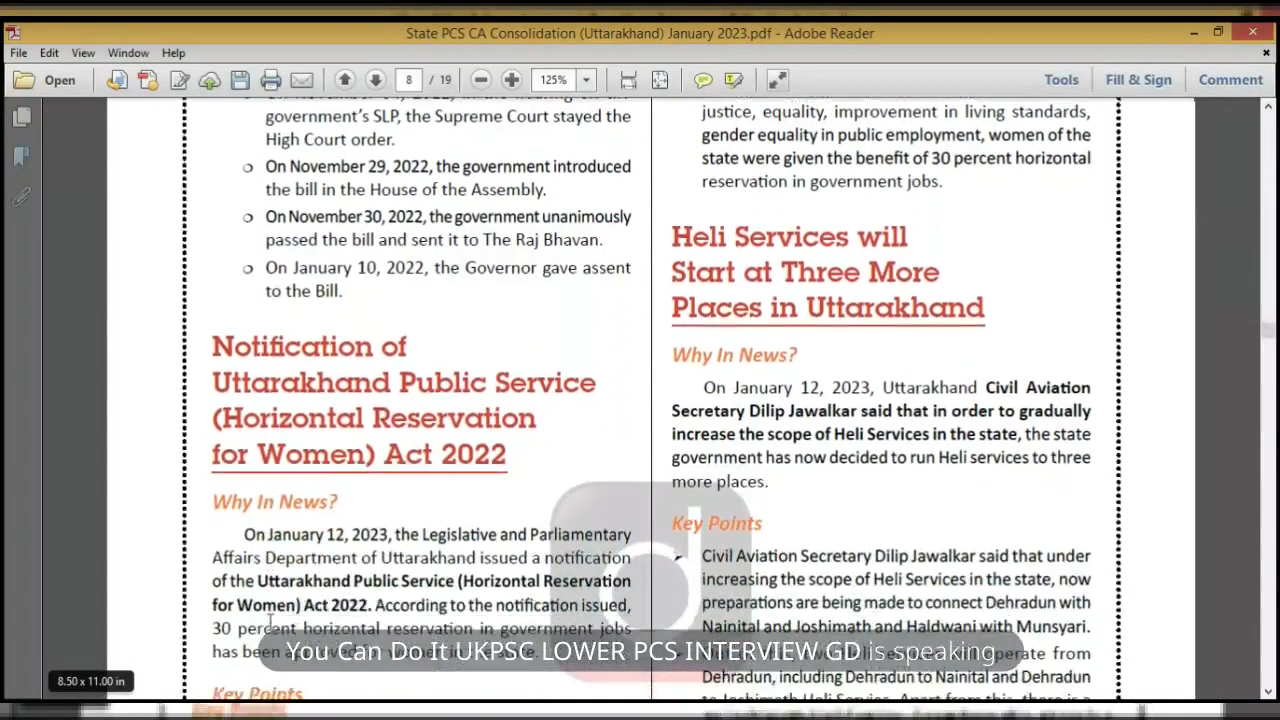 State PCS CA Consolidation (Uttarakhand) January 2023.pdf - Adobe Reader
File Edit View Window Help
Open 8 / 19 125% Tools Fill & Sign Comment
government's SLP, the Supreme Court stayed the
High Court order.
On November 29, 2022, the government introduced
the bill in the House of the Assembly.
On November 30, 2022, the government unanimously
passed the bill and sent it to The Raj Bhavan.
On January 10, 2022, the Governor gave assent
to the Bill.
Notification of
Uttarakhand Public Service
(Horizontal Reservation
for Women) Act 2022
Why In News?
On January 12, 2023, the Legislative and Parliamentary
Affairs Department of Uttarakhand issued a notification
of the Uttarakhand Public Service (Horizontal Reservation
for Women) Act 2022. According to the notification issued,
30 percent horizontal reservation in government jobs
has been
Key Points
justice, equality, improvement in living standards,
gender equality in public employment, women of the
state were given the benefit of 30 percent horizontal
reservation in government jobs.
Heli Services will
Start at Three More
Places in Uttarakhand
Why In News?
On January 12, 2023, Uttarakhand Civil Aviation
Secretary Dilip Jawalkar said that in order to gradually
increase the scope of Heli Services in the state, the state
government has now decided to run Heli services to three
more places.
Key Points
Civil Aviation Secretary Dilip Jawalkar said that under
increasing the scope of Heli Services in the state, now
preparations are being made to connect Dehradun with
Nainital and Joshimath and Haldwani with Munsyari.
operate from
Dehradun, including Dehradun to Nainital and Dehradun
to Joshimath Heli Service. Apart from this, there is a
You Can Do It UKPSC LOWER PCS INTERVIEW GD is speaking
8.50 x 11.00 in